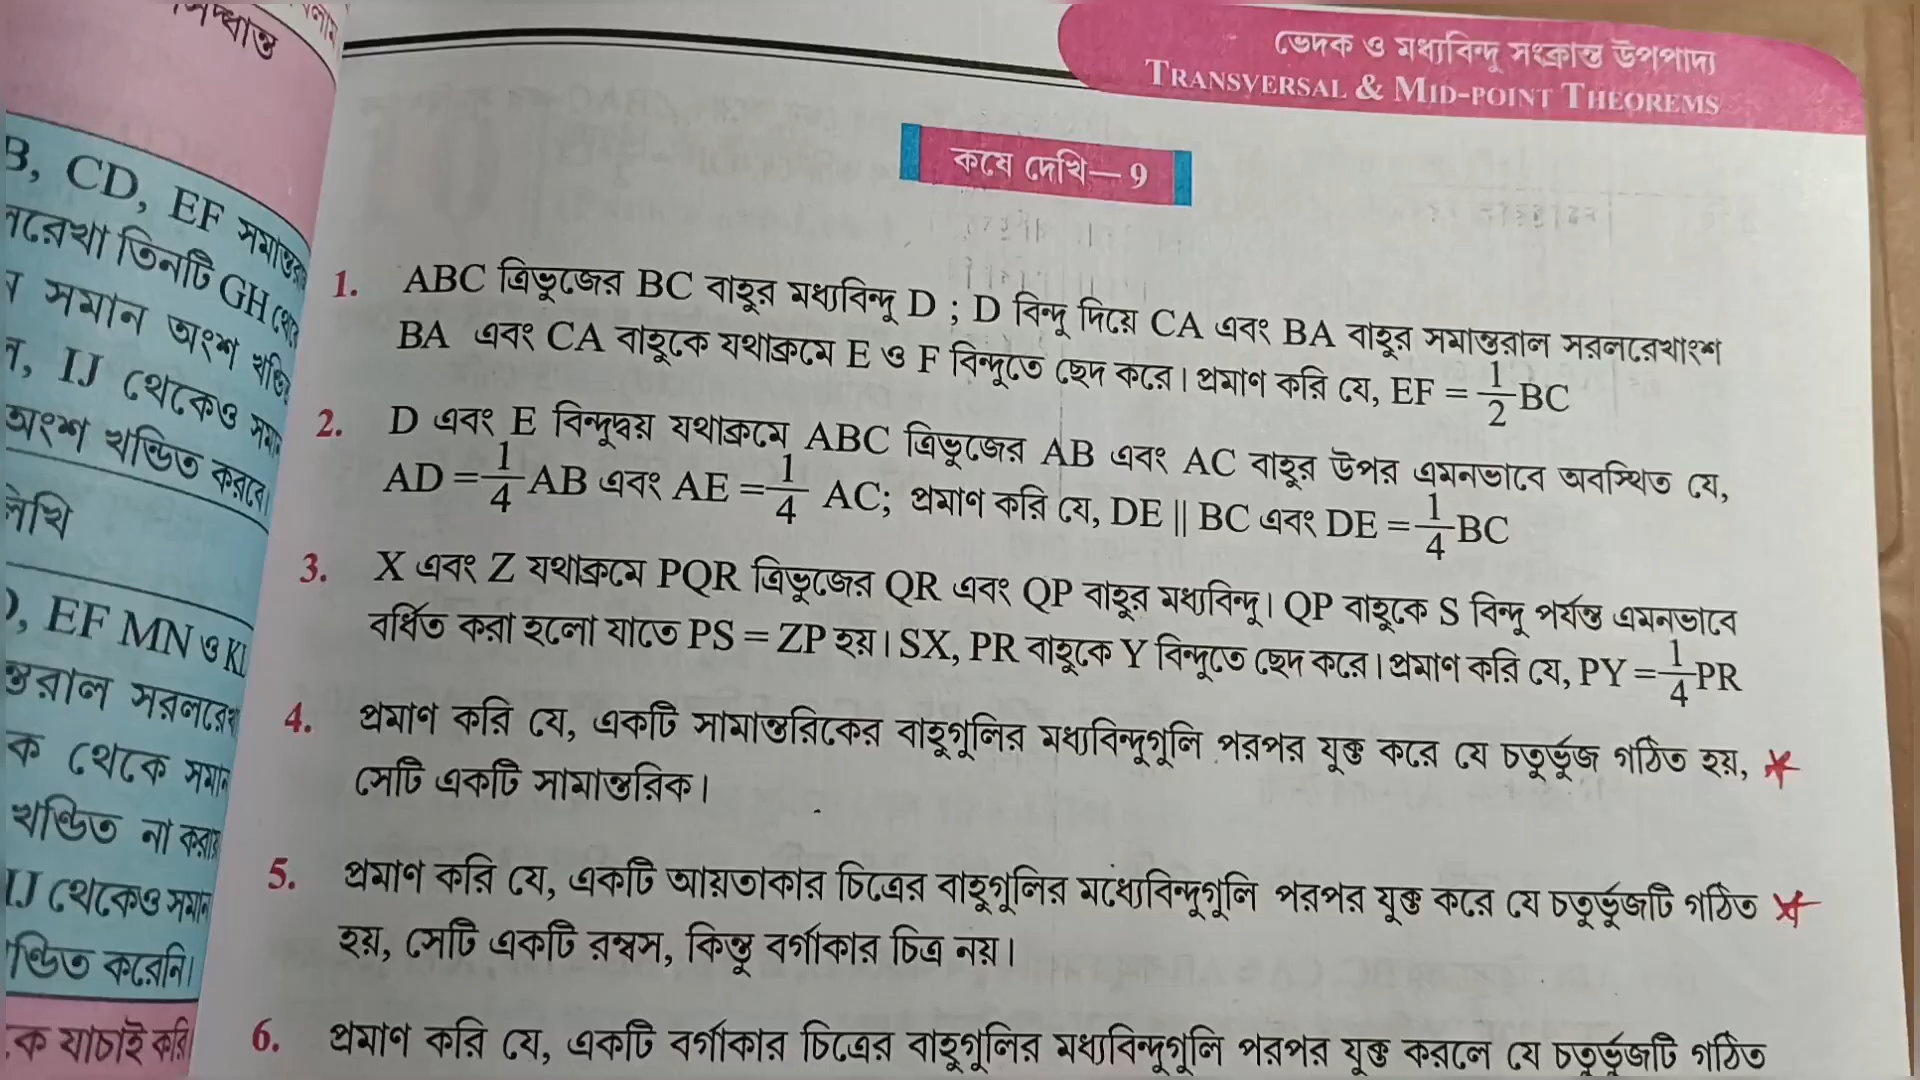 সিদ্ধান্ত
B, CD, EF সমান্তরাল
রেখা তিনটি GH থেকে
সমান অংশ খণ্ডিত
IJ থেকেও সমান
অংশ খণ্ডিত করবে।
লিখি
EF MN ও KL
সরলরেখা
ক থেকে সমান
খণ্ডিত না করায়
IJ থেকেও সমান
খণ্ডিত করেনি।
যাচাই করি
ভেদক ও মধ্যবিন্দু সংক্রান্ত উপপাদ্য
TRANSVERSAL & MID-POINT THEOREMS
কষে দেখি— 9
1. ABC ত্রিভুজের BC বাহুর মধ্যবিন্দু D ; D বিন্দু দিয়ে CA এবং BA বাহুর সমান্তরাল সরলরেখাংশ
BA এবং CA বাহুকে যথাক্রমে E ও F বিন্দুতে ছেদ করে। প্রমাণ করি যে, EF = 1/2 BC
2. D এবং E বিন্দুদ্বয় যথাক্রমে ABC ত্রিভুজের AB এবং AC বাহুর উপর এমনভাবে অবস্থিত যে,
AD = 1/4 AB এবং AE = 1/4 AC; প্রমাণ করি যে, DE || BC এবং DE = 1/4 BC
3. X এবং Z যথাক্রমে PQR ত্রিভুজের QR এবং QP বাহুর মধ্যবিন্দু। QP বাহুকে S বিন্দু পর্যন্ত এমনভাবে
বর্ধিত করা হলো যাতে PS = ZP হয়। SX, PR বাহুকে Y বিন্দুতে ছেদ করে। প্রমাণ করি যে, PY = 1/4 PR
4. প্রমাণ করি যে, একটি সামান্তরিকের বাহুগুলির মধ্যবিন্দুগুলি পরপর যুক্ত করে যে চতুর্ভুজ গঠিত হয়,
সেটি একটি সামান্তরিক।
5. প্রমাণ করি যে, একটি আয়তাকার চিত্রের বাহুগুলির মধ্যেবিন্দুগুলি পরপর যুক্ত করে যে চতুর্ভুজটি গঠিত
হয়, সেটি একটি রম্বস, কিন্তু বর্গাকার চিত্র নয়।
6. প্রমাণ করি যে, একটি বর্গাকার চিত্রের বাহুগুলির মধ্যবিন্দুগুলি পরপর যুক্ত করলে যে চতুর্ভুজটি গঠিত